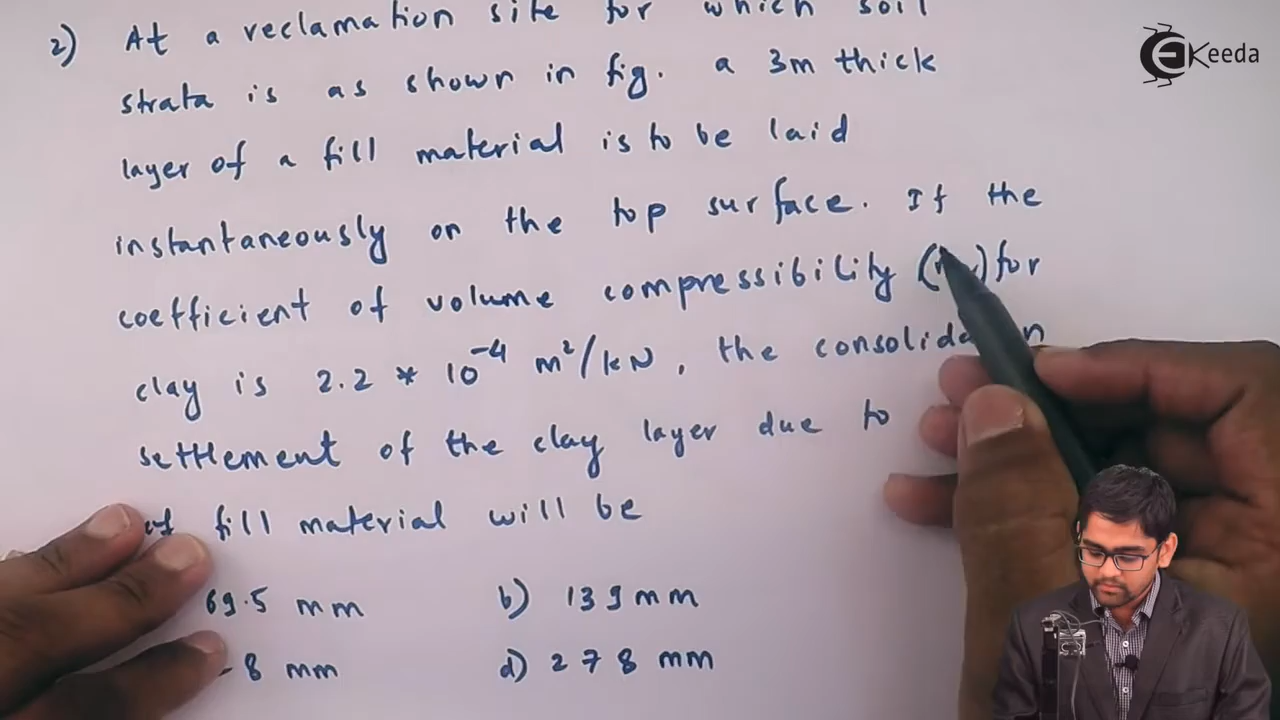 2) At a reclamation site for which soil
strata is as shown in fig. a 3m thick
layer of a fill material is to be laid
instantaneously on the top surface. If the
coefficient of volume compressibility ( ) for
clay is 2.2 * 10⁻⁴ m²/kN, the
settlement of the clay layer due to
fill material will be
69.5 mm b) 139 mm
8 mm d) 278 mm
EKeeda